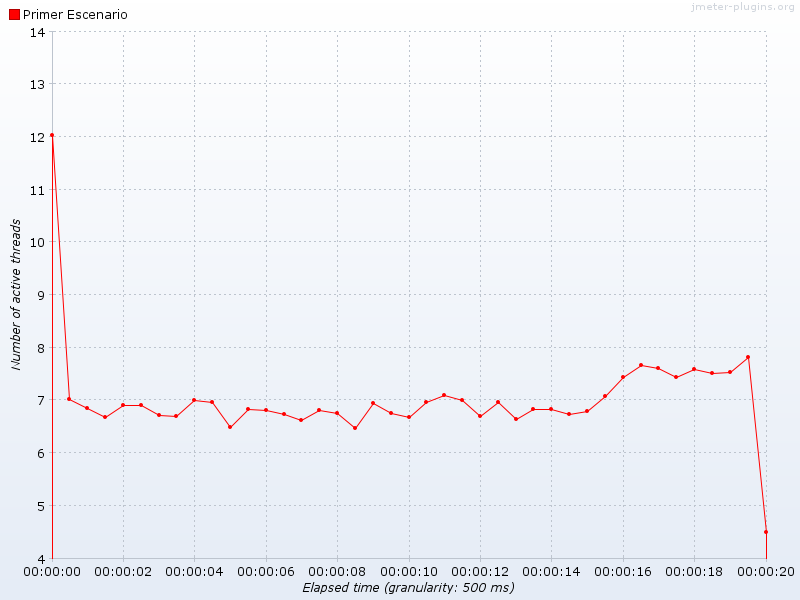 jmeter-plugins.org
Primer Escenario
14
13
12
11
10
9
8
7
6
5
4
Number of active threads
00:00:00 00:00:02 00:00:04 00:00:06 00:00:08 00:00:10 00:00:12 00:00:14 00:00:16 00:00:18 00:00:20
Elapsed time (granularity: 500 ms)